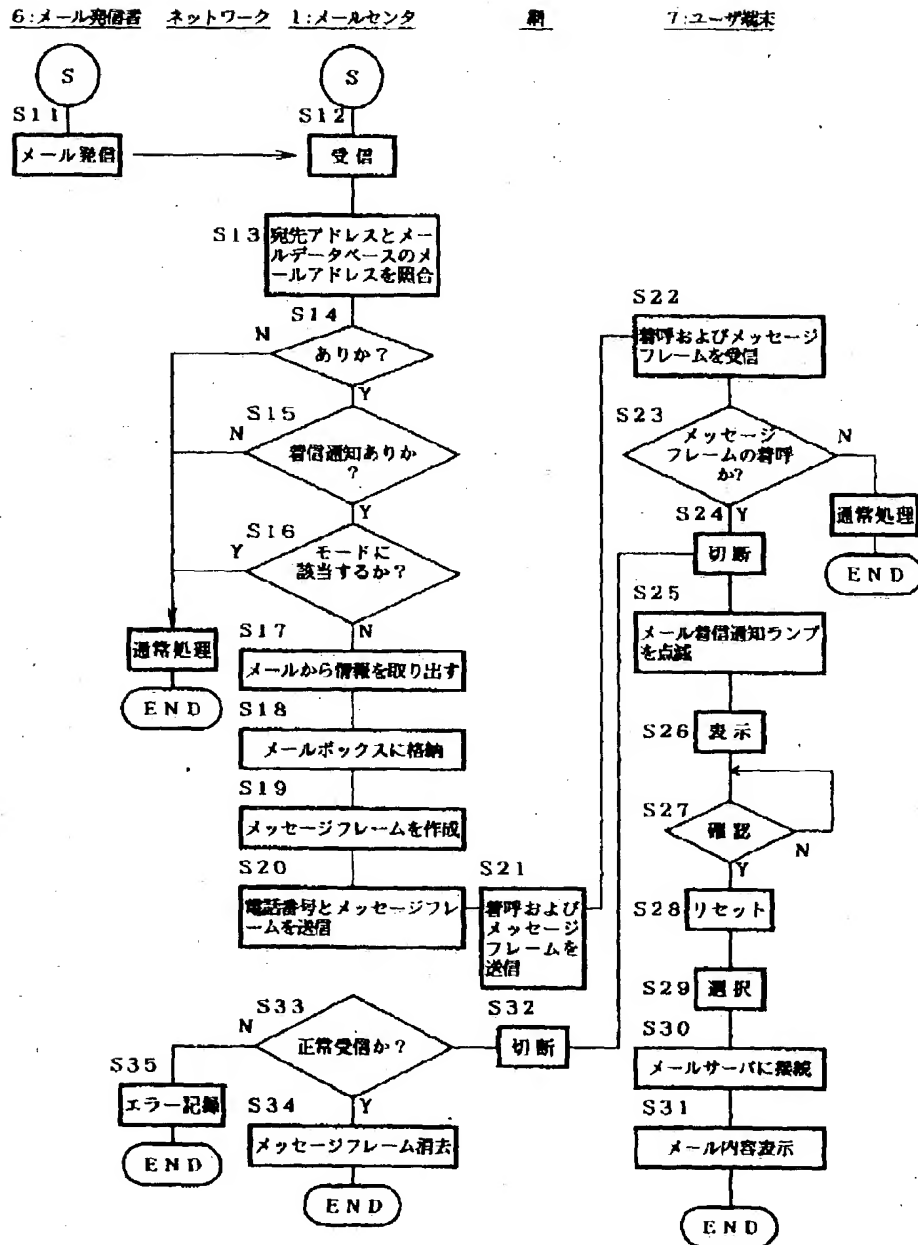 6:メール発信者 ネットワーク 1:メールセンタ 網 7:ユーザ端末
S
S11
メール発信
S
S12
受信
S13
宛先アドレスとメー
ルデータベースのメ
ールアドレスを照合
S14
N
ありか?
Y
S15
N
着信通知ありか
?
Y
S16
Y
モードに
該当するか?
N
通常処理
END
S17
メールから情報を取り出す
S18
メールボックスに格納
S19
メッセージフレームを作成
S20
電話番号とメッセージフレ
ームを送信
S21
着呼および
メッセージ
フレームを
送信
S22
着呼およびメッセージ
フレームを受信
S23
メッセージ
フレームの着呼
か?
N
通常処理
END
Y
S24
切断
S25
メール着信通知ランプ
を点滅
S26
表示
S27
確認
N
Y
S28
リセット
S29
選択
S30
メールサーバに接続
S31
メール内容表示
END
S32
切断
S33
N
正常受信か?
Y
S35
エラー記録
END
S34
メッセージフレーム消去
END